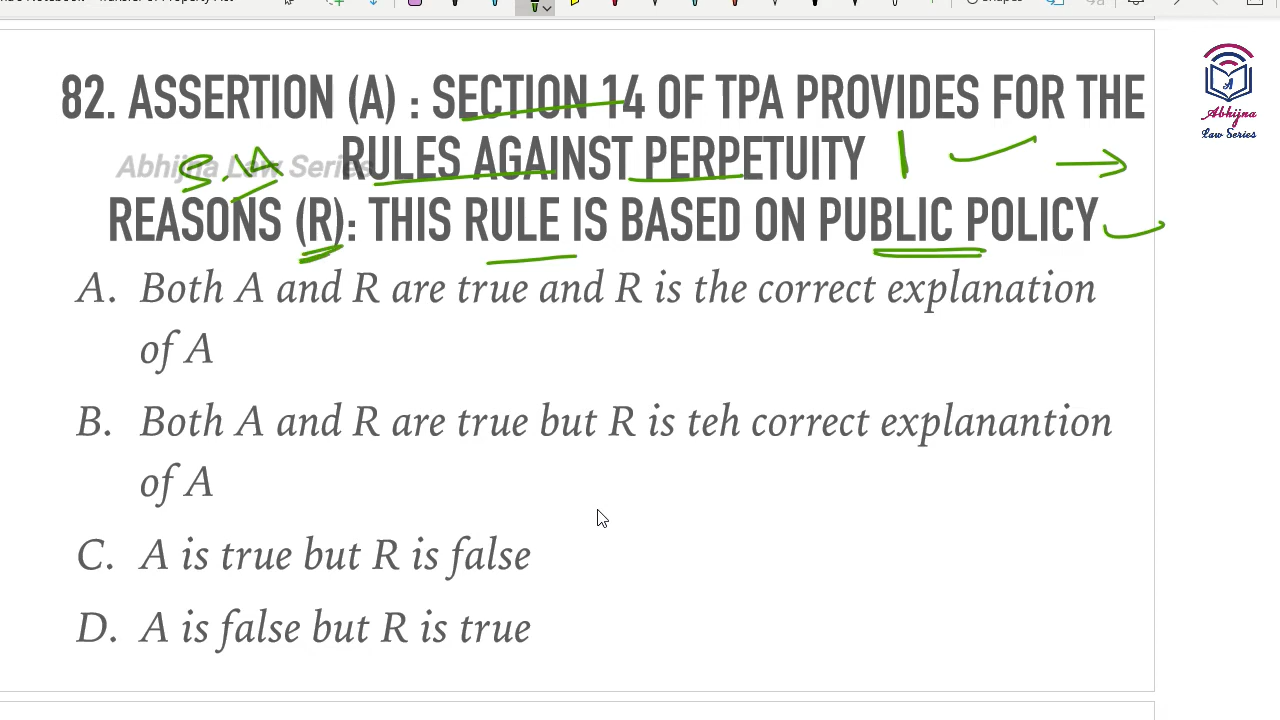 Shapes
82. ASSERTION (A) : SECTION 14 OF TPA PROVIDES FOR THE
RULES AGAINST PERPETUITY
Abhijna Law Series
S.A
REASONS (R): THIS RULE IS BASED ON PUBLIC POLICY
A. Both A and R are true and R is the correct explanation
of A
B. Both A and R are true but R is teh correct explanantion
of A
C. A is true but R is false
D. A is false but R is true
A
Abhijna
Law Series